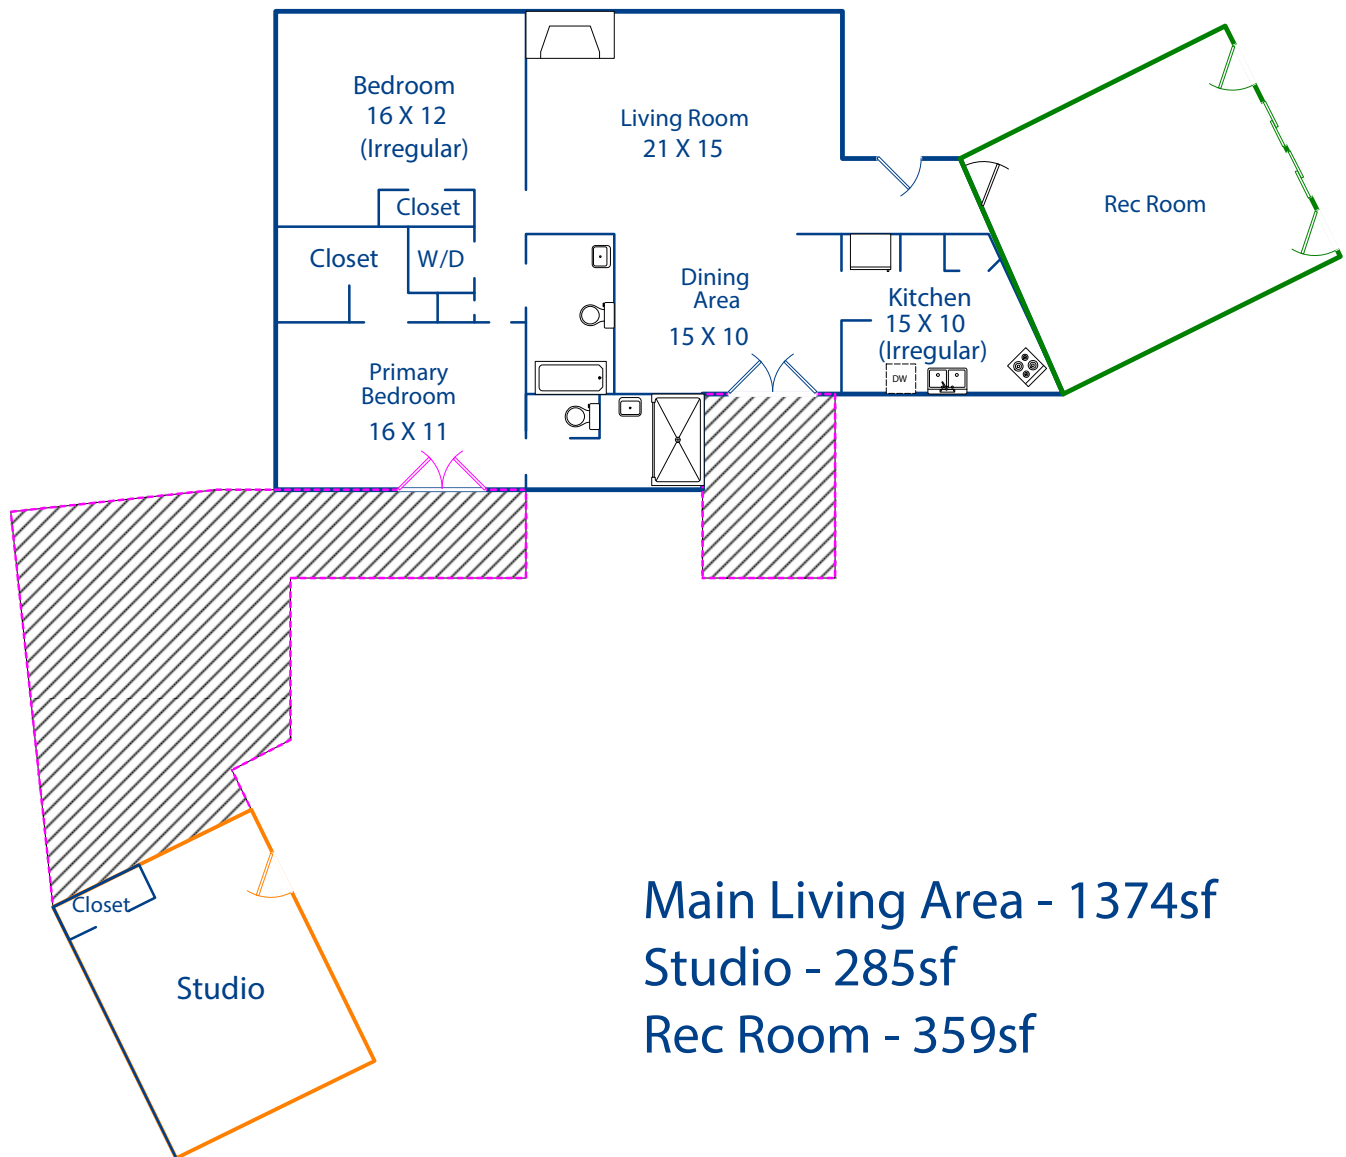 Bedroom
16 X 12
(Irregular)
Living Room
21 X 15
Rec Room
Closet
Closet
W/D
Dining
Area
15 X 10
Kitchen
15 X 10
(Irregular)
DW
Primary
Bedroom
16 X 11
Closet
Studio
Main Living Area - 1374sf
Studio - 285sf
Rec Room - 359sf